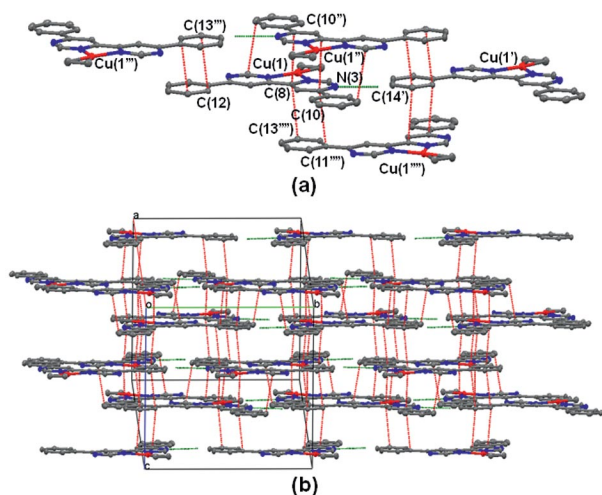 C(13''') C(10'')
Cu(1''') Cu(1) Cu(1'') Cu(1')
N(3)
C(12) C(8) C(14')
C(10)
C(13'''')
C(11'''') Cu(1'''')
(a)
a
o b
c
(b)